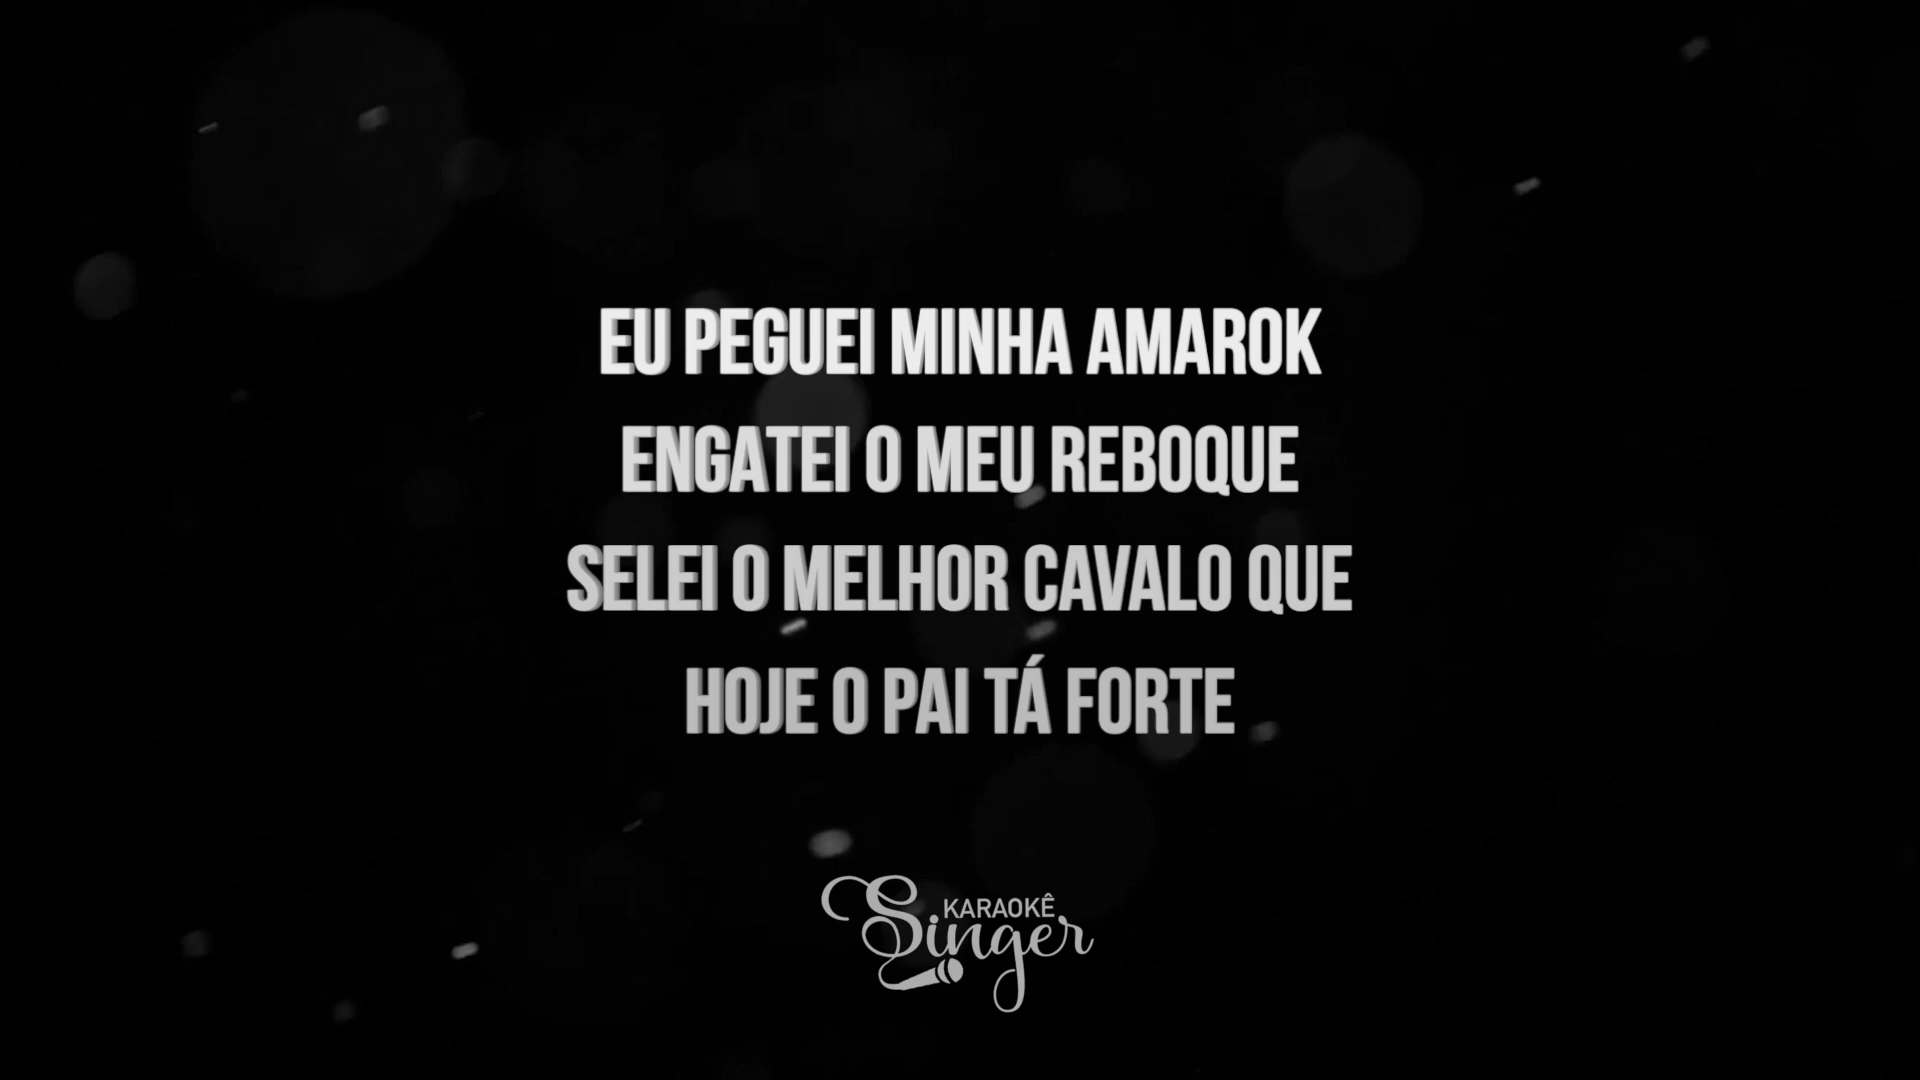 EU PEGUEI MINHA AMAROK
ENGATEI O MEU REBOQUE
SELEI O MELHOR CAVALO QUE
HOJE O PAI TÁ FORTE
KARAOKÊ
Singer